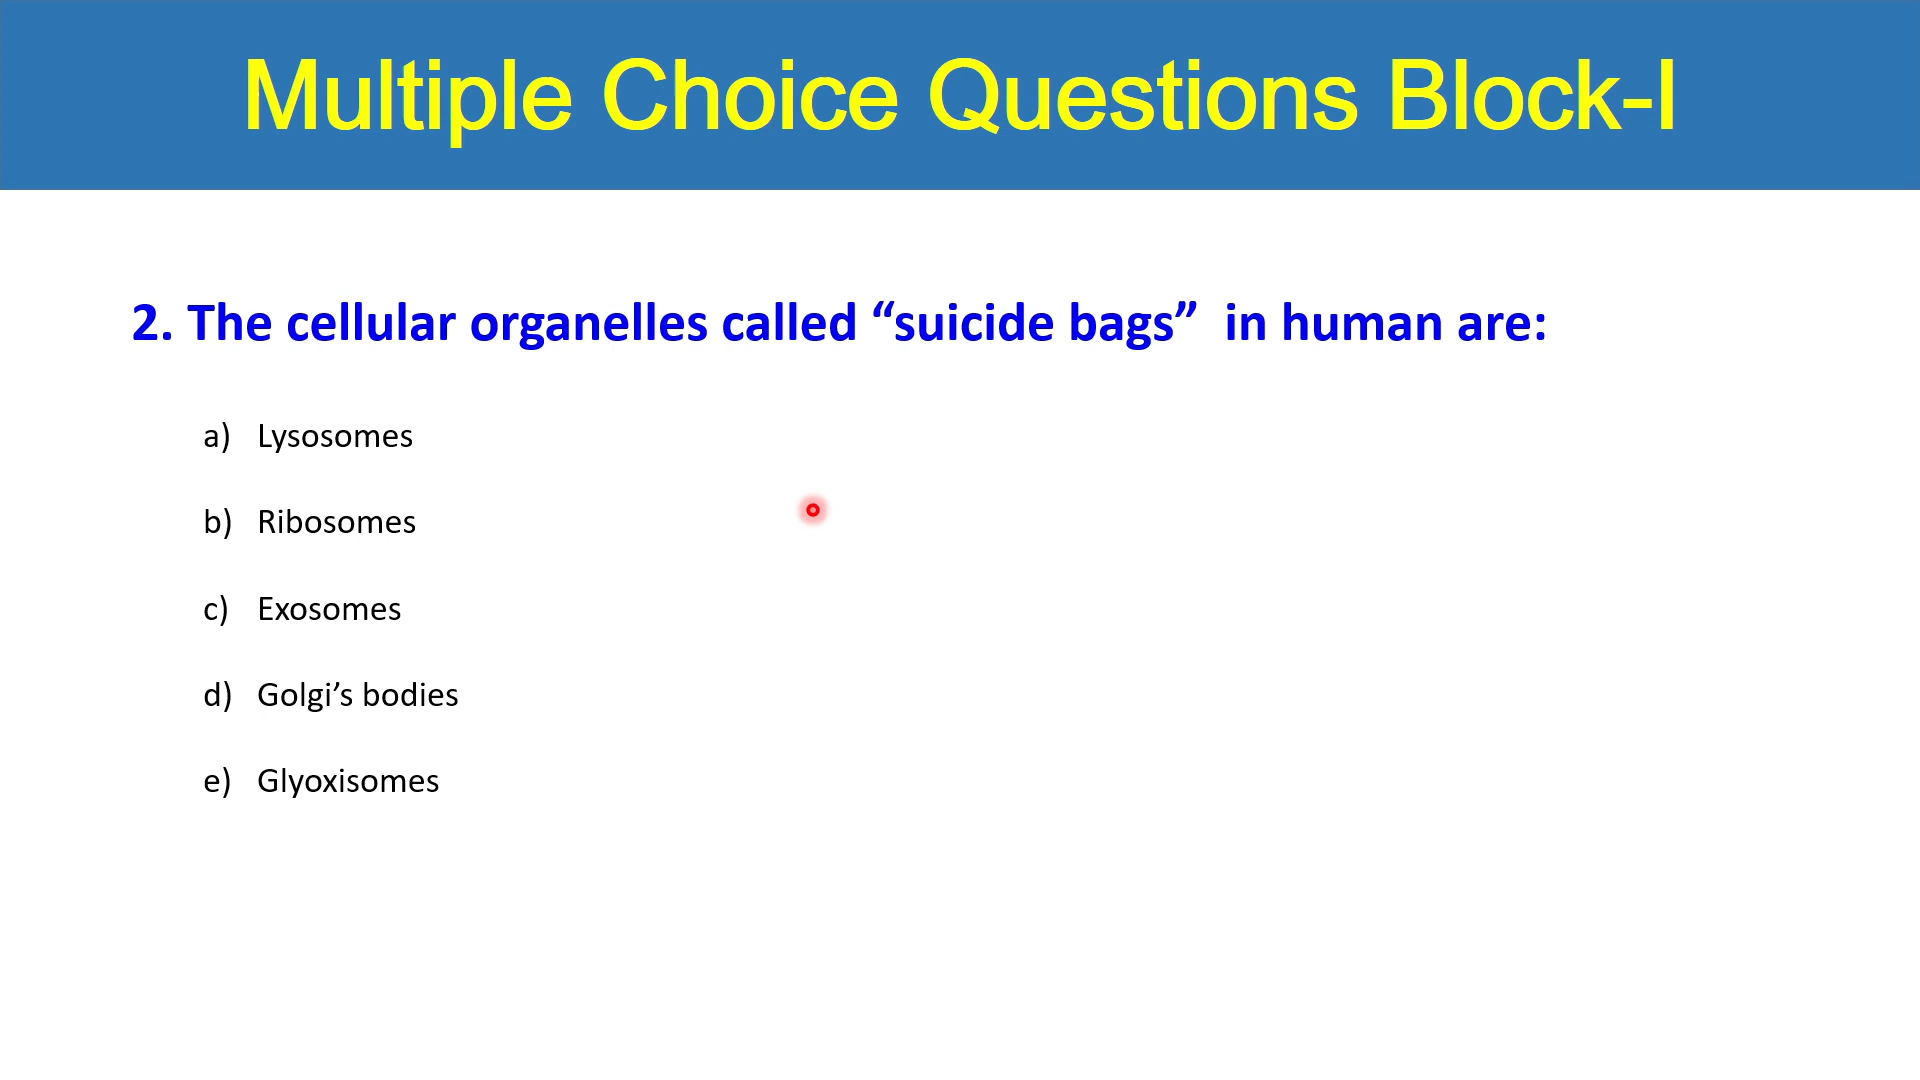 Multiple Choice Questions Block-I
2. The cellular organelles called “suicide bags”  in human are:
a) Lysosomes
b) Ribosomes
c) Exosomes
d) Golgi’s bodies
e) Glyoxisomes